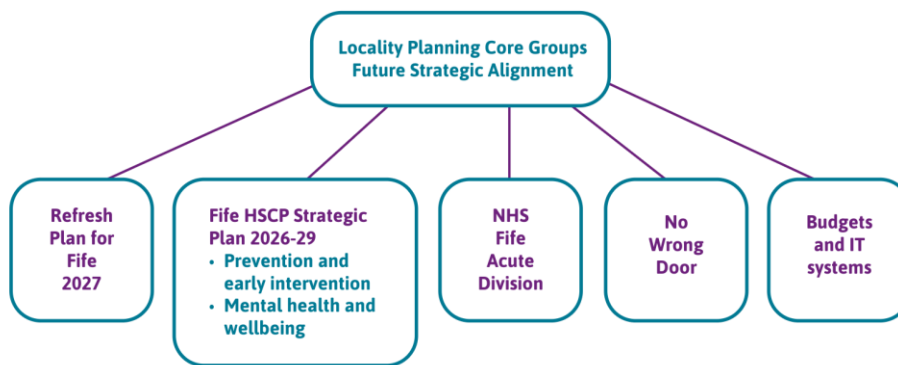 Locality Planning Core Groups
Future Strategic Alignment
Refresh
Plan for
Fife
2027
Fife HSCP Strategic
Plan 2026-29
• Prevention and
early intervention
• Mental health and
wellbeing
NHS
Fife
Acute
Division
No
Wrong
Door
Budgets
and IT
systems